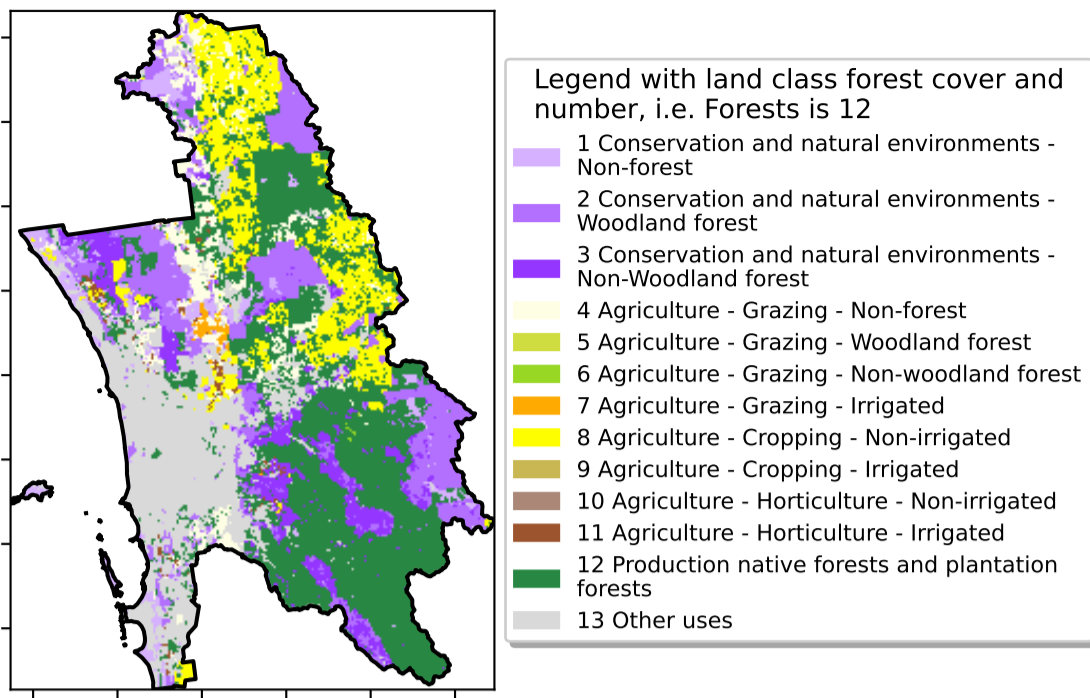 Legend with land class forest cover and
number, i.e. Forests is 12
1 Conservation and natural environments -
Non-forest
2 Conservation and natural environments -
Woodland forest
3 Conservation and natural environments -
Non-Woodland forest
4 Agriculture - Grazing - Non-forest
5 Agriculture - Grazing - Woodland forest
6 Agriculture - Grazing - Non-woodland forest
7 Agriculture - Grazing - Irrigated
8 Agriculture - Cropping - Non-irrigated
9 Agriculture - Cropping - Irrigated
10 Agriculture - Horticulture - Non-irrigated
11 Agriculture - Horticulture - Irrigated
12 Production native forests and plantation
forests
13 Other uses